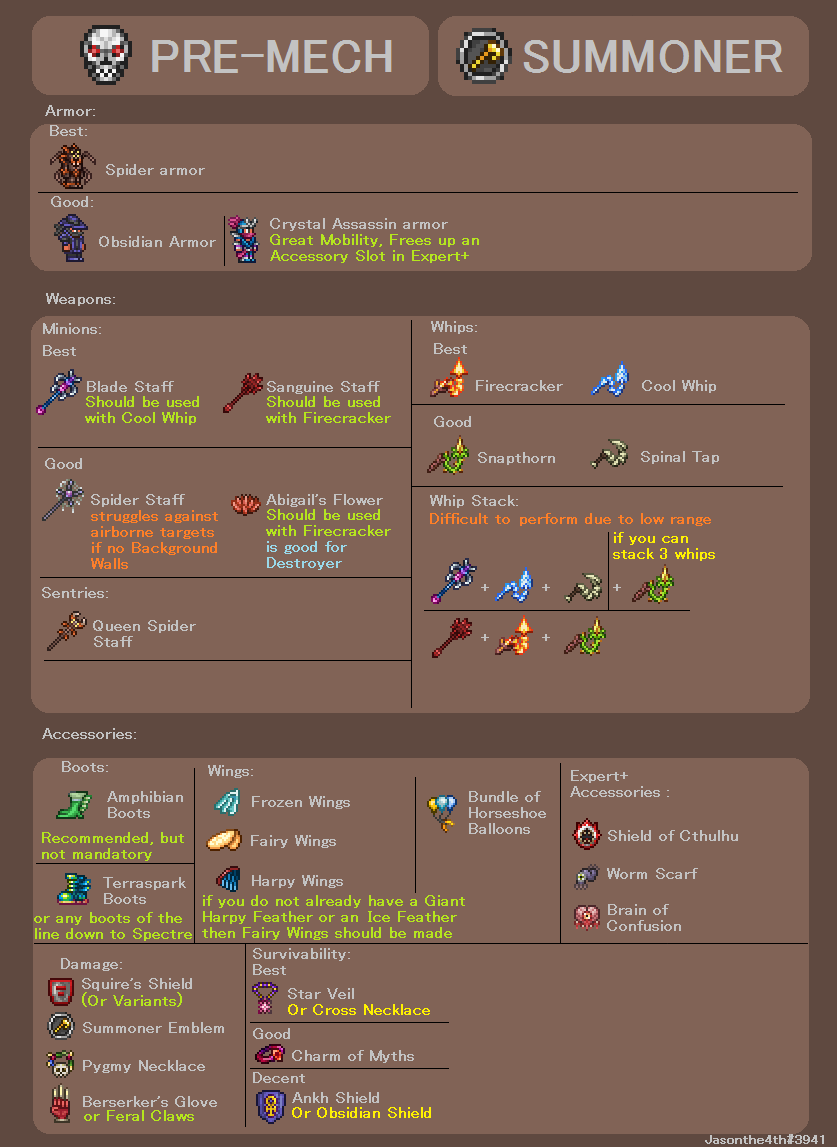 PRE-MECH
SUMMONER
Armor:
Best:
Spider armor
Good:
Obsidian Armor
Crystal Assassin armor
Great Mobility, Frees up an
Accessory Slot in Expert+
Weapons:
Minions:
Best
Blade Staff
Should be used
with Cool Whip
Sanguine Staff
Should be used
with Firecracker
Good
Spider Staff
struggles against
airborne targets
if no Background
Walls
Abigail's Flower
Should be used
with Firecracker
is good for
Destroyer
Sentries:
Queen Spider
Staff
Whips:
Best
Firecracker
Cool Whip
Good
Snapthorn
Spinal Tap
Whip Stack:
Difficult to perform due to low range
if you can
stack 3 whips
+ + +
+ +
Accessories:
Boots:
Amphibian
Boots
Recommended, but
not mandatory
Terraspark
Boots
or any boots of the
line down to Spectre
Wings:
Frozen Wings
Fairy Wings
Harpy Wings
if you do not already have a Giant
Harpy Feather or an Ice Feather
then Fairy Wings should be made
Bundle of
Horseshoe
Balloons
Expert+
Accessories :
Shield of Cthulhu
Worm Scarf
Brain of
Confusion
Damage:
Squire's Shield
(Or Variants)
Summoner Emblem
Pygmy Necklace
Berserker's Glove
or Feral Claws
Survivability:
Best
Star Veil
Or Cross Necklace
Good
Charm of Myths
Decent
Ankh Shield
Or Obsidian Shield
Jasonthe4th#3941